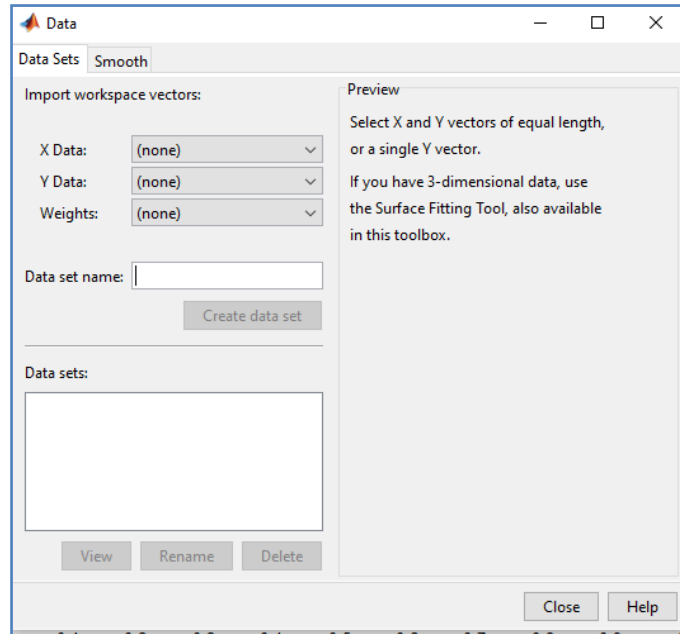 Data
Data Sets Smooth
Import workspace vectors:
X Data: (none)
Y Data: (none)
Weights: (none)
Data set name:
Create data set
Data sets:
View Rename Delete
Preview
Select X and Y vectors of equal length,
or a single Y vector.
If you have 3-dimensional data, use
the Surface Fitting Tool, also available
in this toolbox.
Close Help